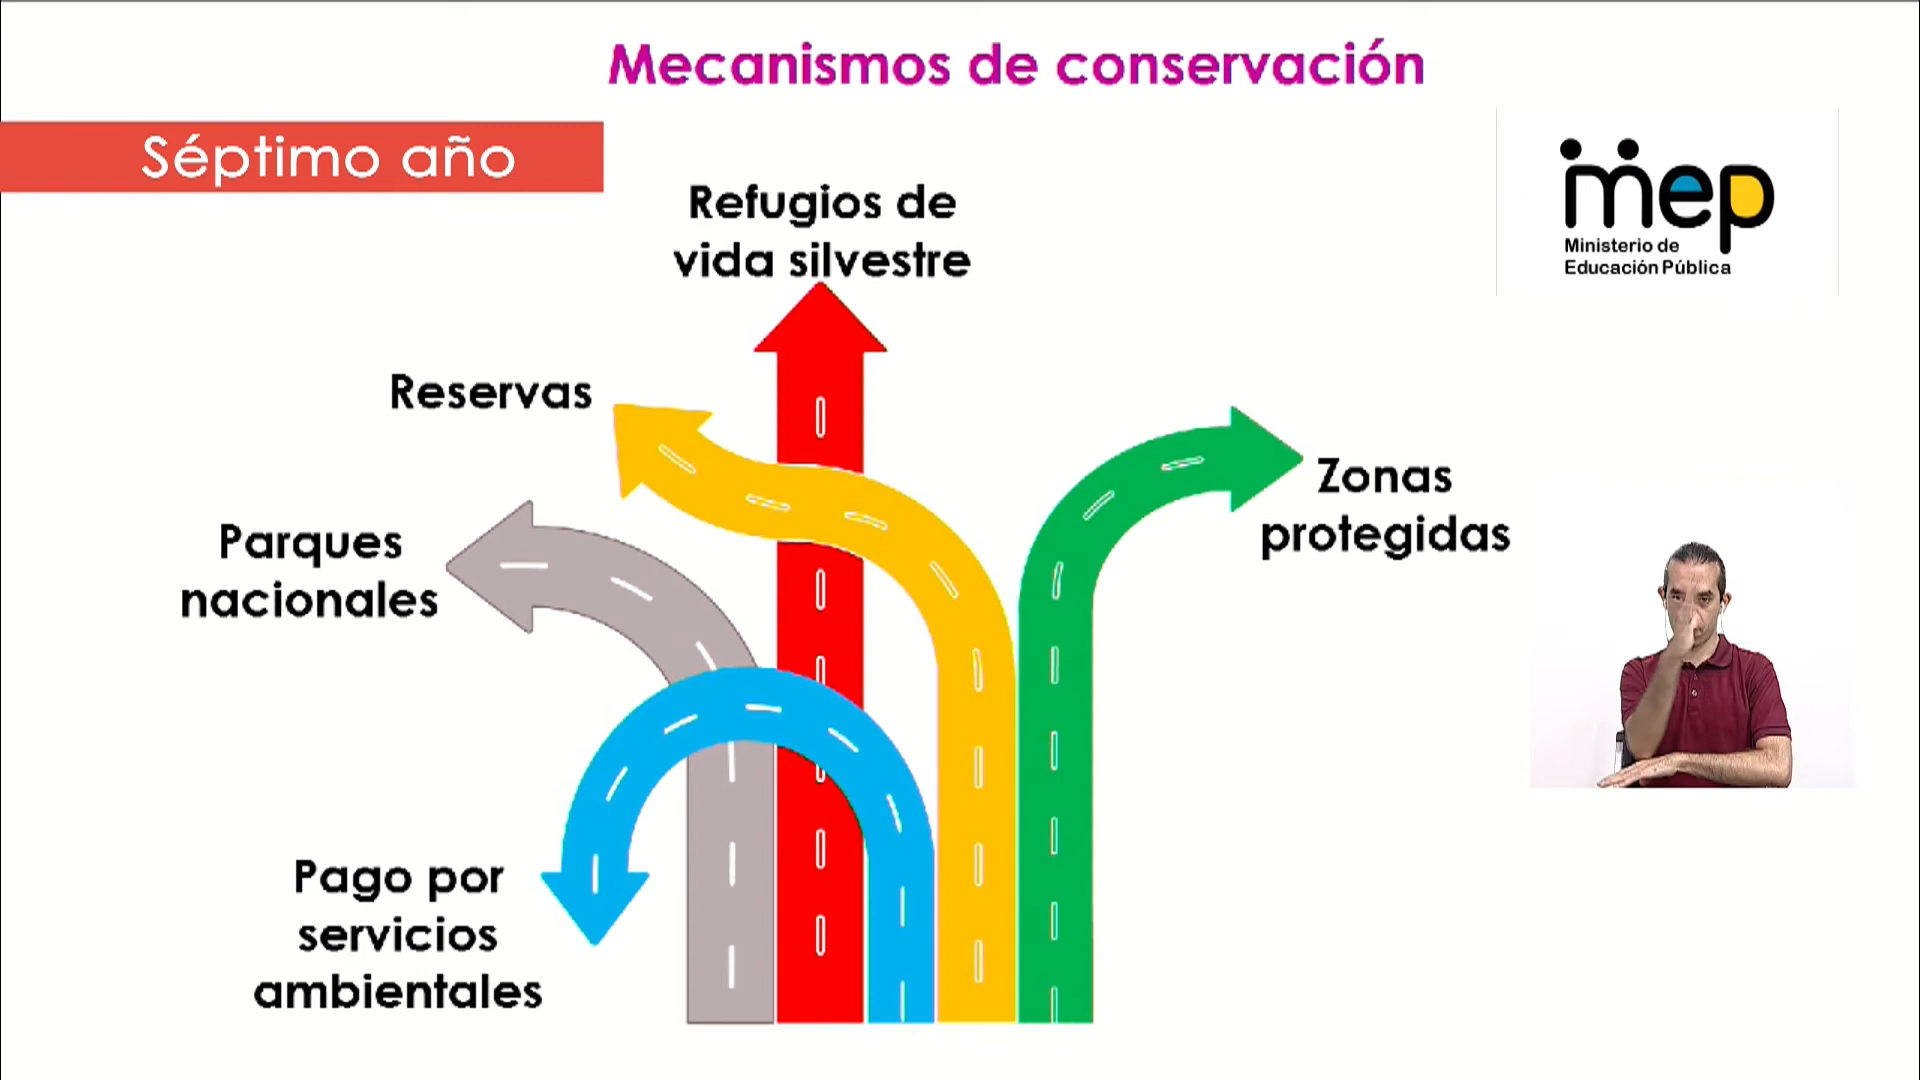 Mecanismos de conservación
Séptimo año
mep
Ministerio de
Educación Pública
Refugios de
vida silvestre
Reservas
Zonas
protegidas
Parques
nacionales
Pago por
servicios
ambientales